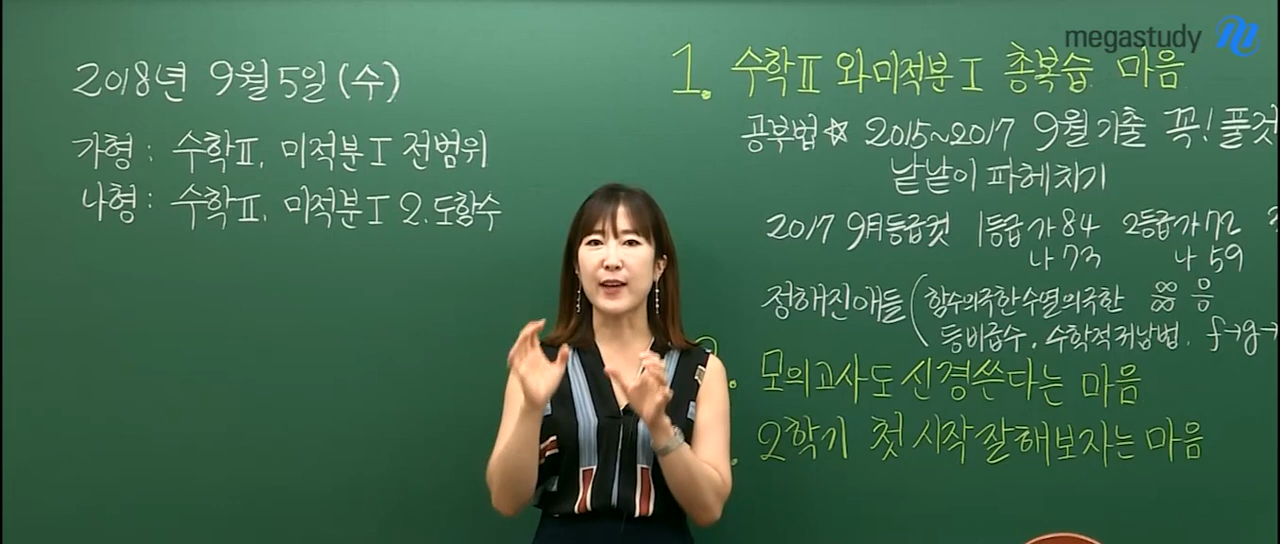 megastudy
2018년 9월 5일 (수)
가형 : 수학Ⅱ, 미적분Ⅰ 전범위
나형 : 수학Ⅱ, 미적분Ⅰ 2. 도함수
1. 수학Ⅱ 와 미적분Ⅰ 총복습 마음
공부법☆ 2015~2017 9월 기출 꼭! 풀것
낱낱이 파헤치기
2017 9月 등급컷 1등급 가 84 2등급 가 72
나 73 나 59
정해진애들 ( 함수의극한 수열의극한 ∞/∞ 0/0
등비급수. 수학적귀납법. f→g→
모의고사도 신경쓴다는 마음
2학기 첫 시작 잘해보자는 마음